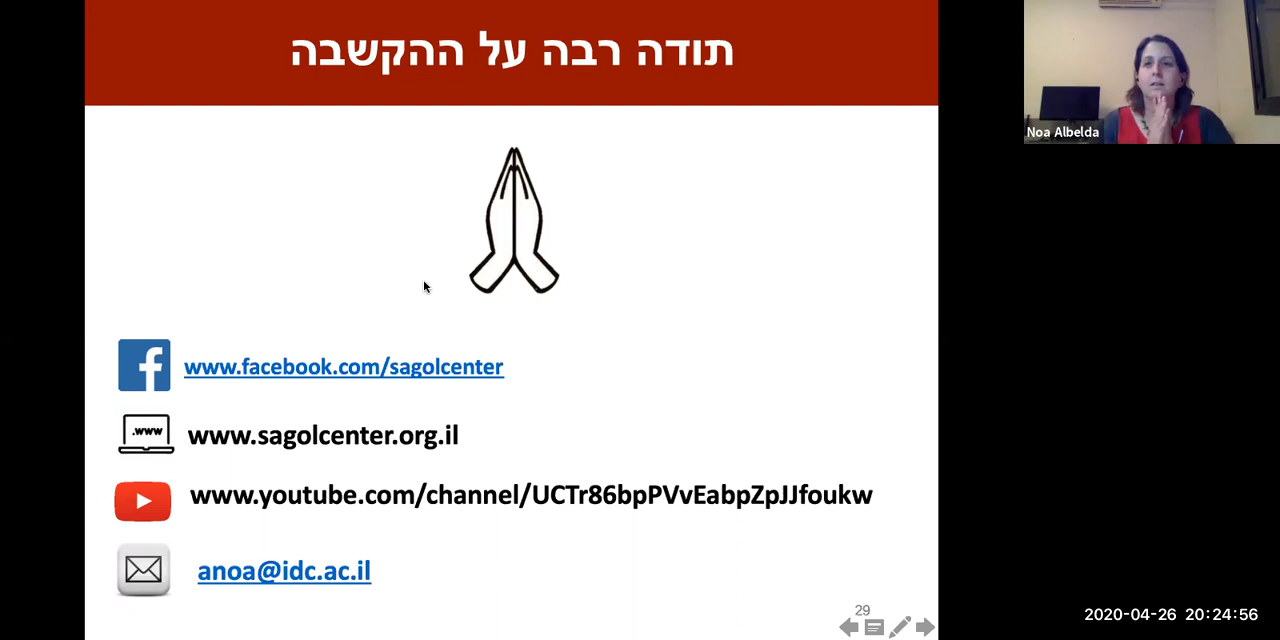 תודה רבה על ההקשבה
Noa Albelda
www.facebook.com/sagolcenter
.www
www.sagolcenter.org.il
www.youtube.com/channel/UCTr86bpPVvEabpZpJJfoukw
anoa@idc.ac.il
29
2020-04-26 20:24:56